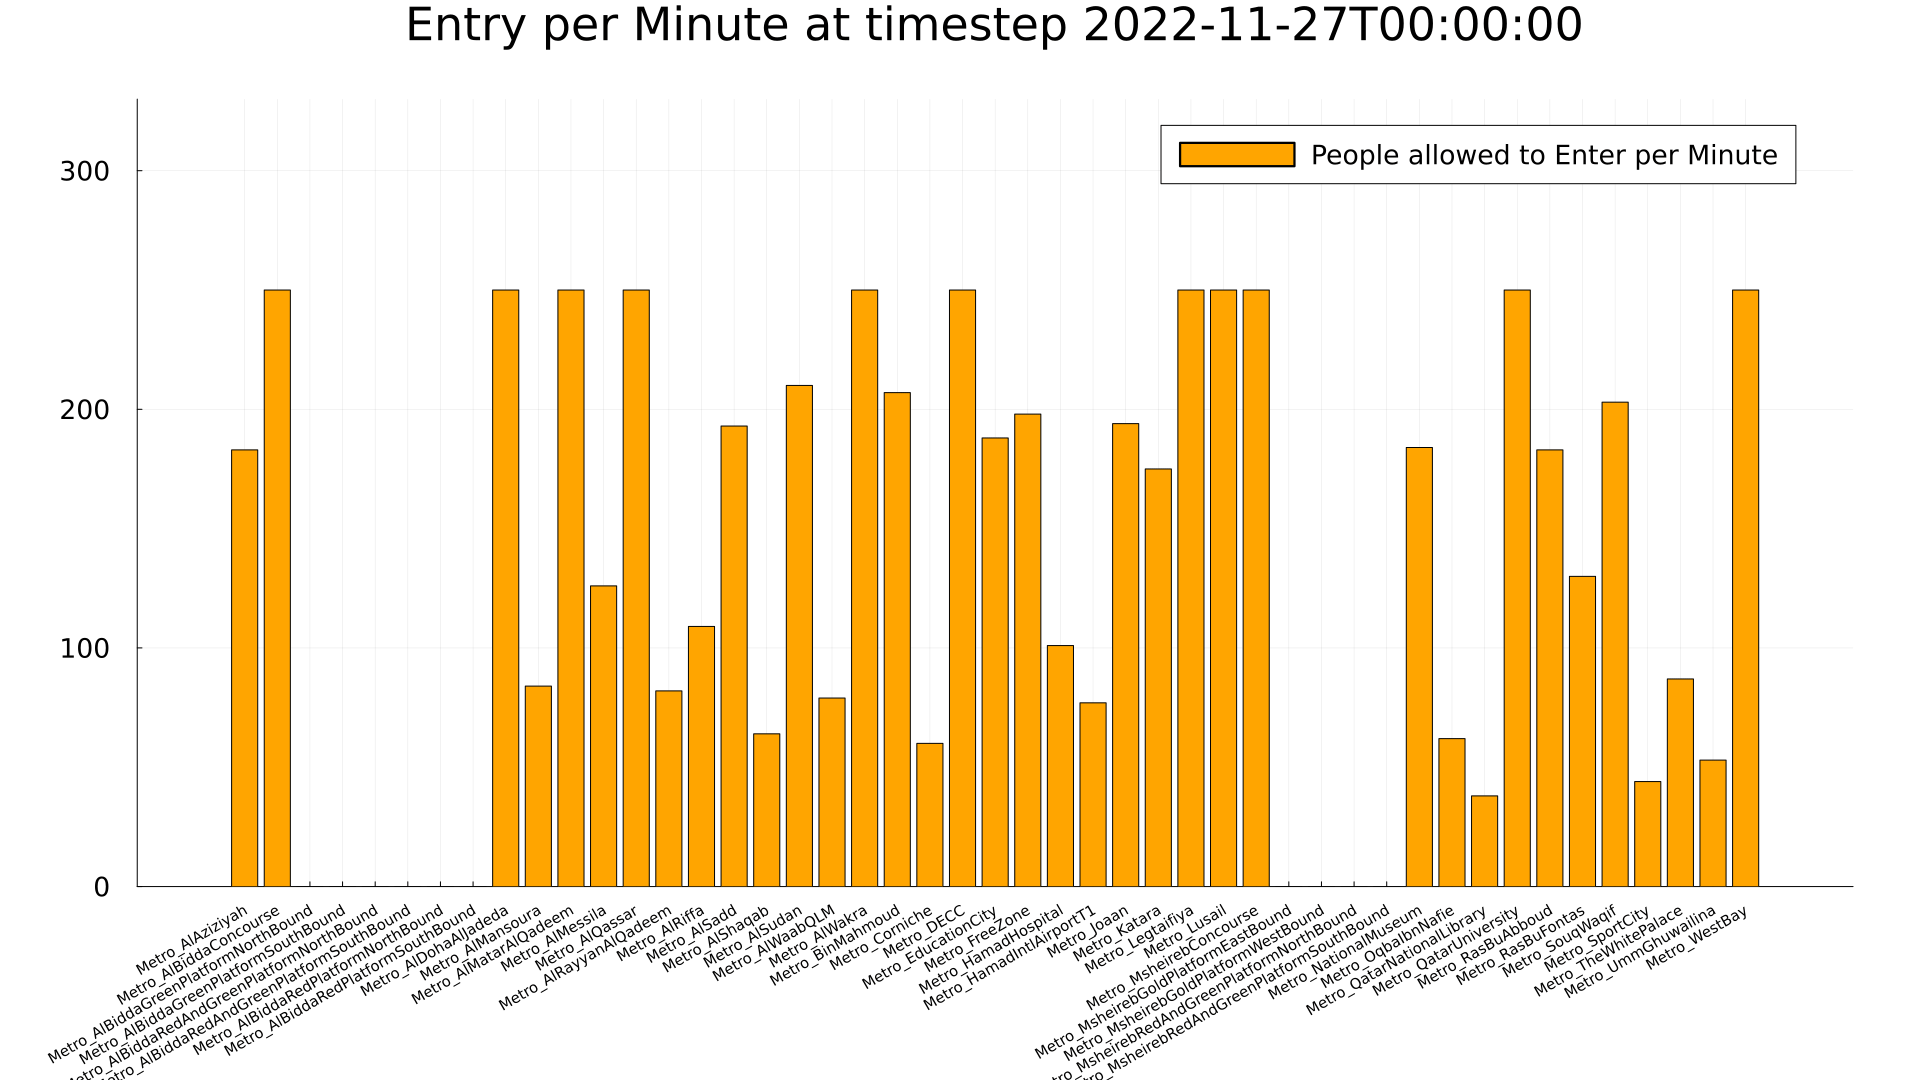 Entry per Minute at timestep 2022-11-27T00:00:00
People allowed to Enter per Minute
300
200
100
0
Metro_AlAziziyah
Metro_AlBiddaConcourse
Metro_AlBiddaGreenPlatformNorthBound
Metro_AlBiddaGreenPlatformSouthBound
Metro_AlBiddaRedAndGreenPlatformNorthBound
etro_AlBiddaRedAndGreenPlatformSouthBound
Metro_AlBiddaRedPlatformNorthBound
Metro_AlBiddaRedPlatformSouthBound
Metro_AlDohaAlJadeda
Metro_AlMansoura
Metro_AlMatarAlQadeem
Metro_AlMessila
Metro_AlQassar
Metro_AlRayyanAlQadeem
Metro_AlRiffa
Metro_AlSadd
Metro_AlShaqab
Metro_AlSudan
Metro_AlWaabQLM
Metro_AlWakra
Metro_BinMahmoud
Metro_Corniche
Metro_DECC
Metro_EducationCity
Metro_FreeZone
Metro_HamadHospital
Metro_HamadIntlAirportT1
Metro_Joaan
Metro_Katara
Metro_Legtaifiya
Metro_Lusail
Metro_MsheirebConcourse
Metro_MsheirebGoldPlatformEastBound
Metro_MsheirebGoldPlatformWestBound
tro_MsheirebRedAndGreenPlatformNorthBound
tro_MsheirebRedAndGreenPlatformSouthBound
Metro_NationalMuseum
Metro_OqbaIbnNafie
Metro_QatarNationalLibrary
Metro_QatarUniversity
Metro_RasBuAbboud
Metro_RasBuFontas
Metro_SouqWaqif
Metro_SportCity
Metro_TheWhitePalace
Metro_UmmGhuwailina
Metro_WestBay